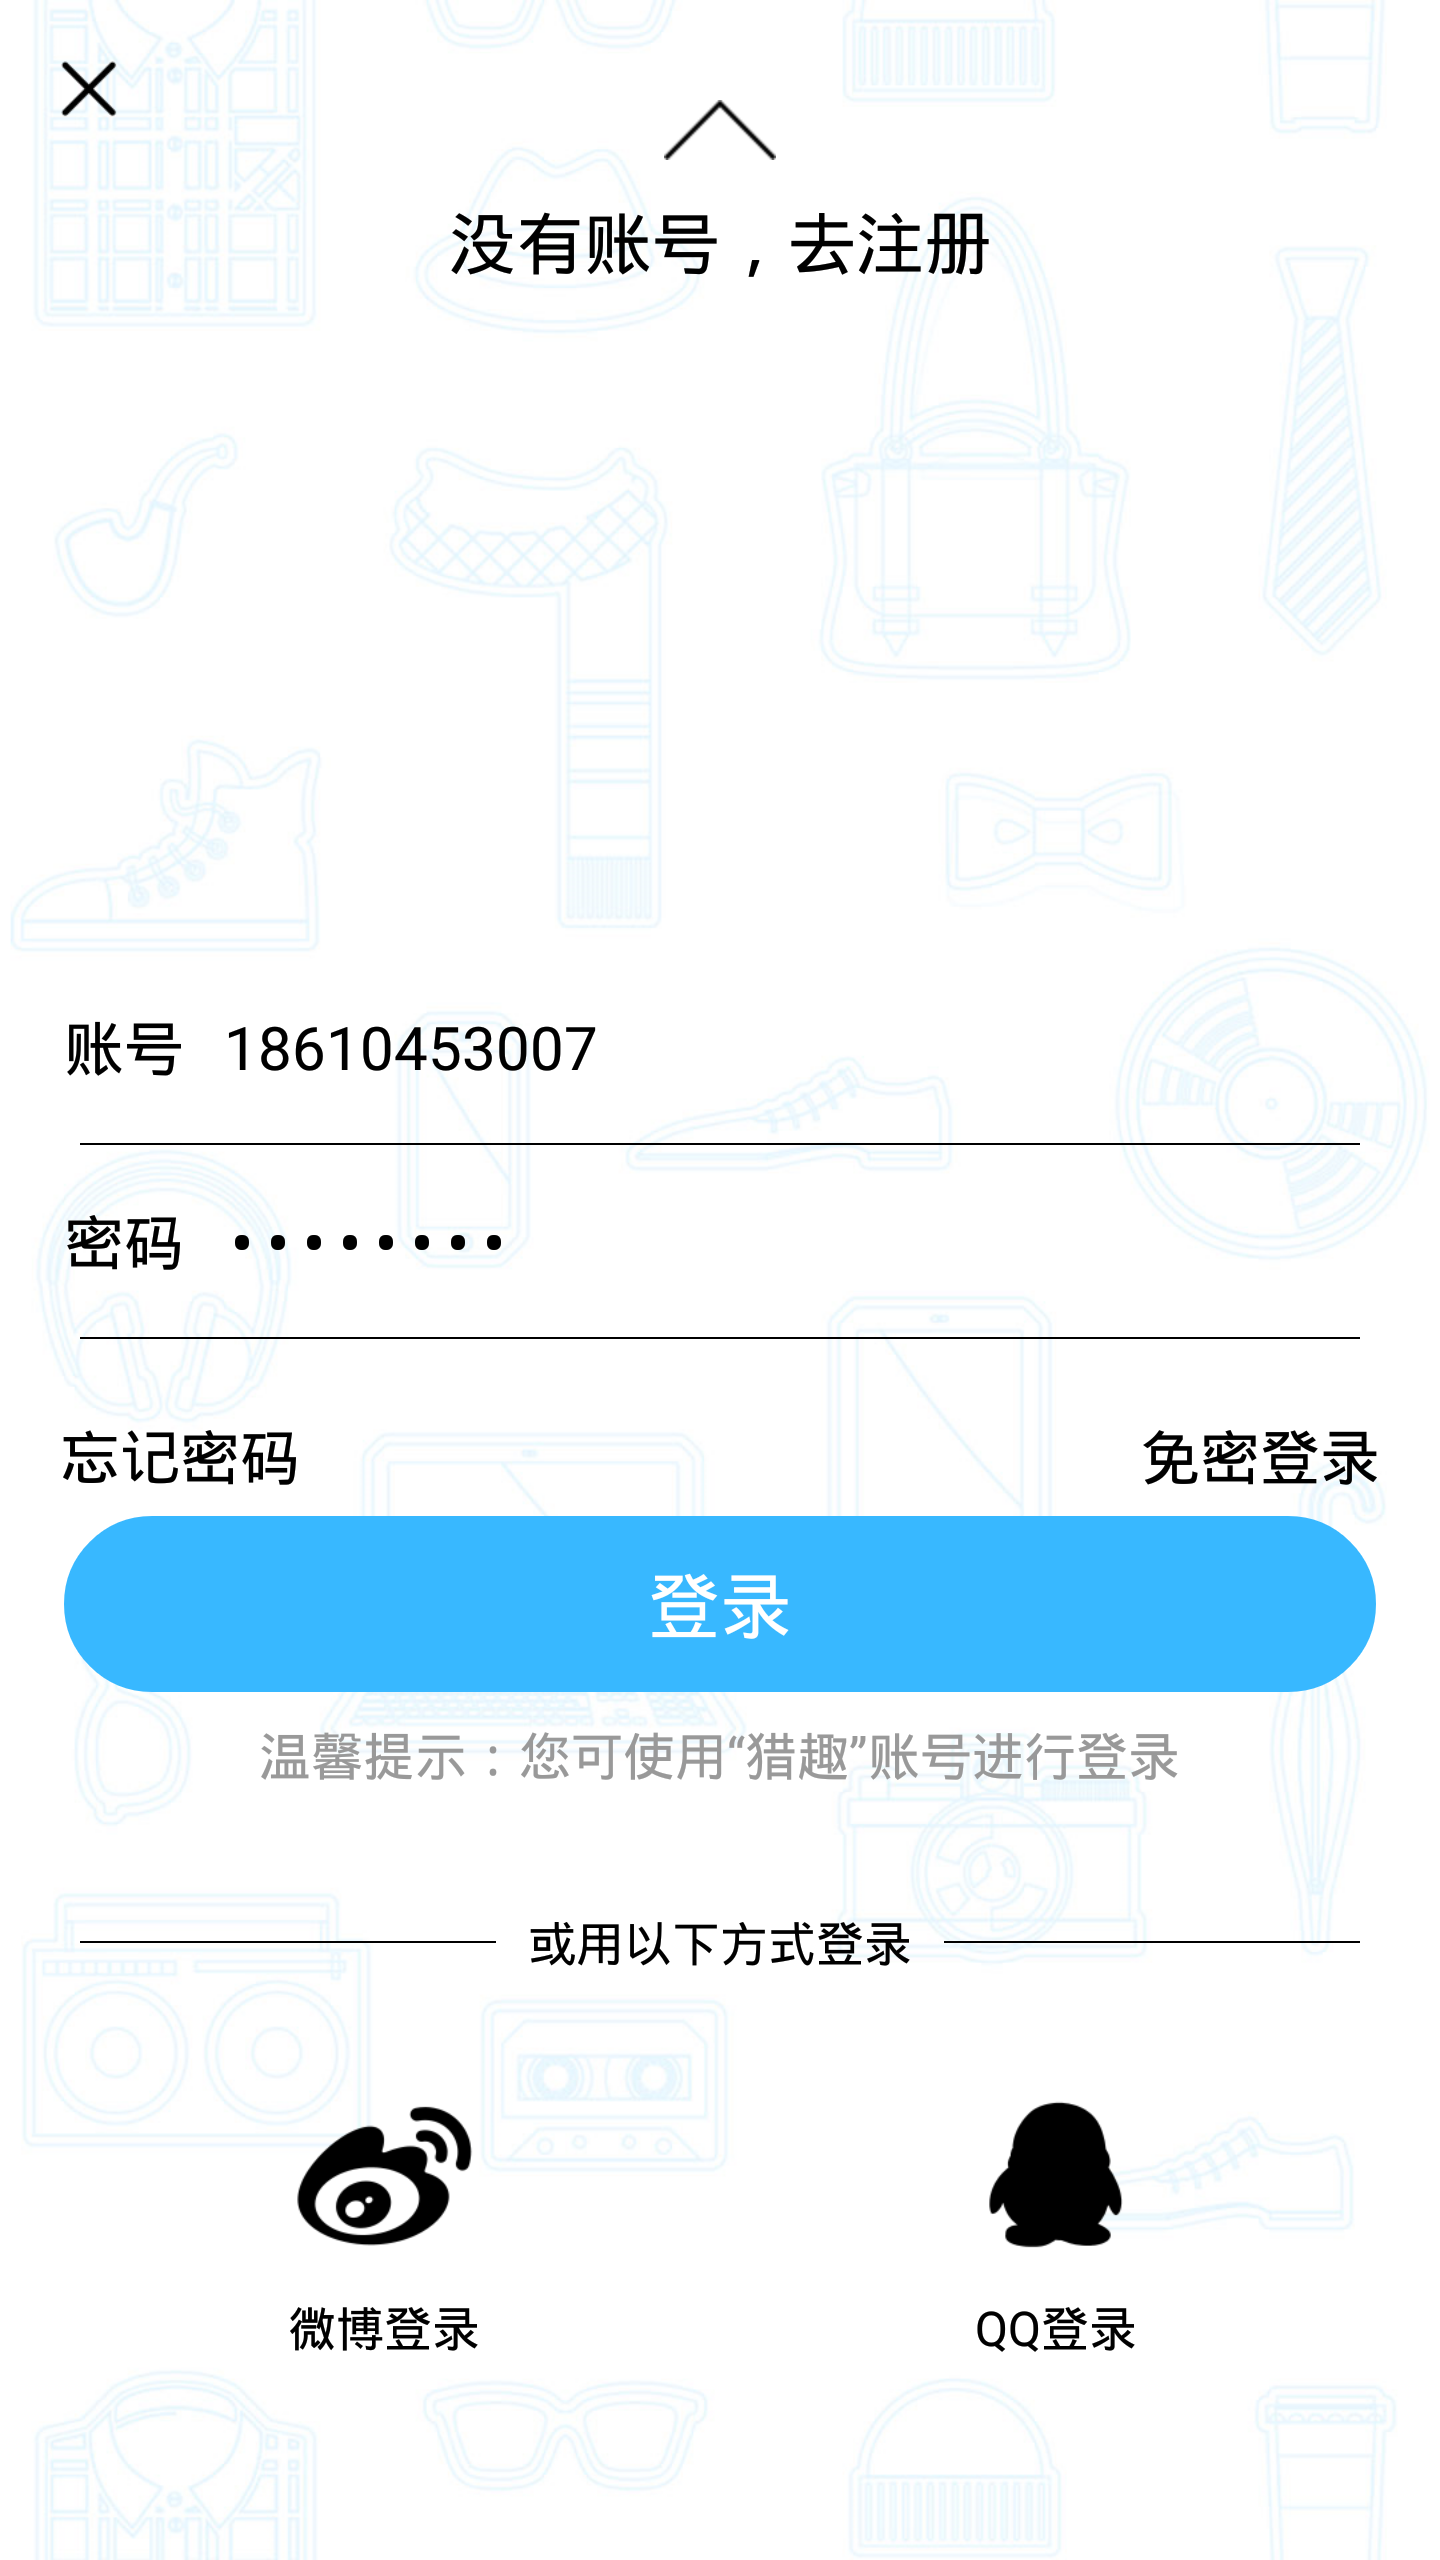 没有账号，去注册
账号 18610453007
密码 ••••••••
忘记密码 免密登录
登录
温馨提示：您可使用“猎趣”账号进行登录
或用以下方式登录
微博登录 QQ登录